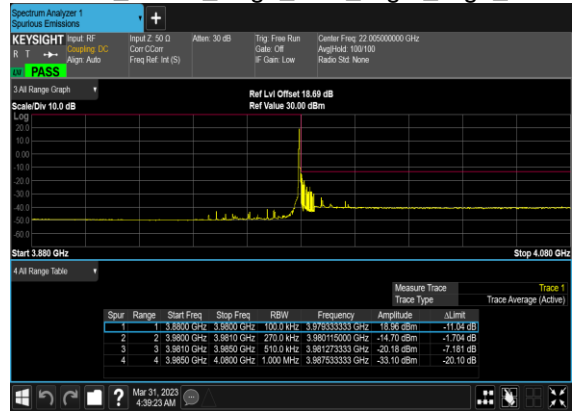 Spectrum Analyzer 1
Spurious Emissions
+
KEYSIGHT Input: RF Input Z: 50 Ω Atten: 30 dB Trig: Free Run Center Freq: 22.005000000 GHz
R T Coupling: DC Corr CCorr Gate: Off Avg|Hold: 100/100
Align: Auto Freq Ref: Int (S) IF Gain: Low Radio Std: None
LW PASS
3 All Range Graph
Ref Lvl Offset 18.69 dB
Scale/Div 10.0 dB Ref Value 30.00 dBm
Log
20.0
10.0
0.00
-10.0
-20.0
-30.0
-40.0
-50.0
-60.0
Start 3.880 GHz Stop 4.080 GHz
4 All Range Table
Measure Trace Trace 1
Trace Type Trace Average (Active)
Spur Range Start Freq Stop Freq RBW Frequency Amplitude ΔLimit
1 1 3.8800 GHz 3.9800 GHz 100.0 kHz 3.979333333 GHz 18.96 dBm -11.04 dB
2 2 3.9800 GHz 3.9810 GHz 270.0 kHz 3.980115000 GHz -14.70 dBm -1.704 dB
3 3 3.9810 GHz 3.9850 GHz 510.0 kHz 3.981273333 GHz -20.18 dBm -7.181 dB
4 4 3.9850 GHz 4.0800 GHz 1.000 MHz 3.987533333 GHz -33.10 dBm -20.10 dB
? Mar 31, 2023
4:39:23 AM